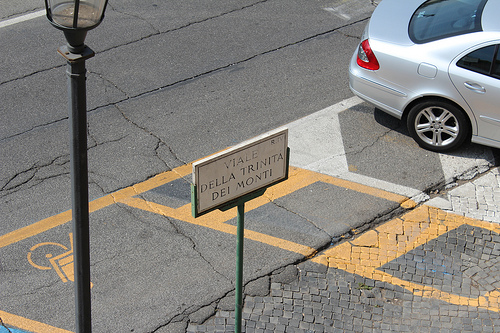 VIALE
DELLA TRINITA
DEI MONTI